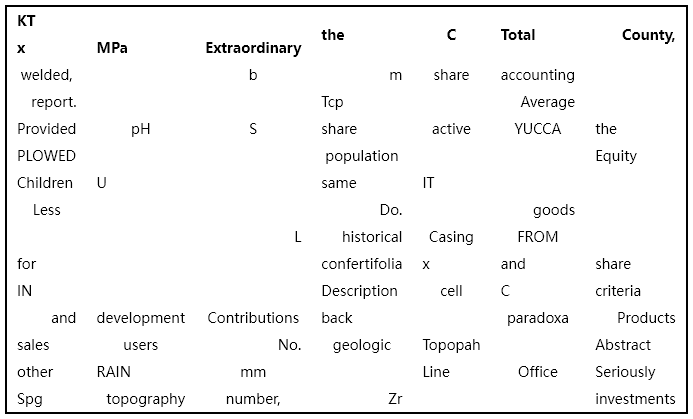 KT the C Total County,
x MPa Extraordinary
welded, b m share accounting
report. Tcp Average
Provided pH S share active YUCCA the
PLOWED population Equity
Children U same IT
Less Do. goods
L historical Casing FROM
for confertifolia x and share
IN Description cell C criteria
and development Contributions back paradoxa Products
sales users No. geologic Topopah Abstract
other RAIN mm Line Office Seriously
Spg topography number, Zr investments